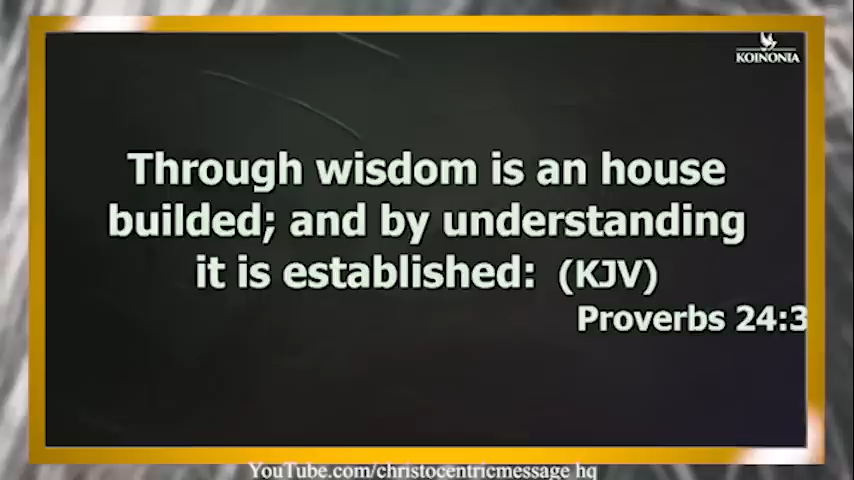 KOINONIA
Through wisdom is an house
builded; and by understanding
it is established: (KJV)
Proverbs 24:3
YouTube.com/christocentricmessage hq